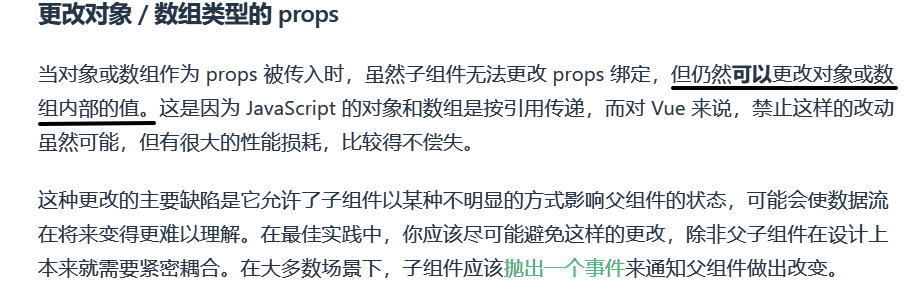 更改对象 / 数组类型的 props
当对象或数组作为 props 被传入时，虽然子组件无法更改 props 绑定，但仍然可以更改对象或数
组内部的值。这是因为 JavaScript 的对象和数组是按引用传递，而对 Vue 来说，禁止这样的改动
虽然可能，但有很大的性能损耗，比较得不偿失。
这种更改的主要缺陷是它允许了子组件以某种不明显的方式影响父组件的状态，可能会使数据流
在将来变得更难以理解。在最佳实践中，你应该尽可能避免这样的更改，除非父子组件在设计上
本来就需要紧密耦合。在大多数场景下，子组件应该抛出一个事件来通知父组件做出改变。